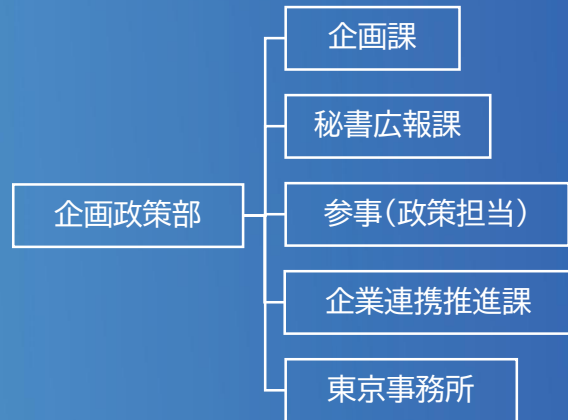 企画課
秘書広報課
企画政策部
参事（政策担当）
企業連携推進課
東京事務所